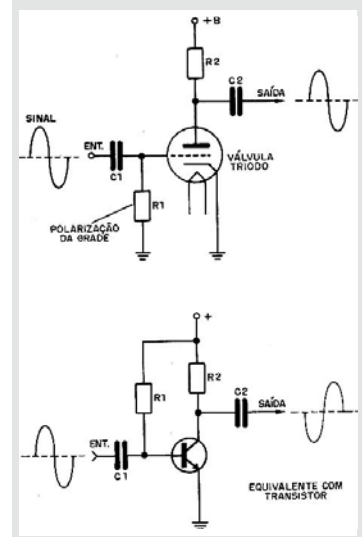 +B
R2
C2
SAÍDA
SINAL
ENT.
C1
VÁLVULA
TRIODO
R1
POLARIZAÇÃO
DA GRADE
+
R1
R2
C2
SAÍDA
ENT.
C1
EQUIVALENTE COM
TRANSISTOR